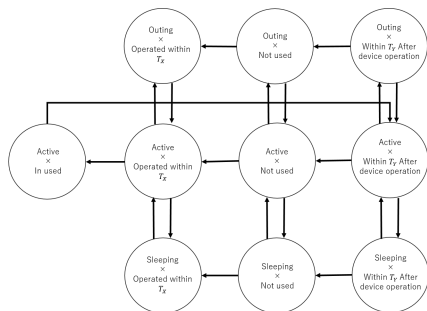 Outing
×
Operated within
T_X
Outing
×
Not used
Outing
×
Within T_Y After
device operation
Active
×
In used
Active
×
Operated within
T_X
Active
×
Not used
Active
×
Within T_Y After
device operation
Sleeping
×
Operated within
T_X
Sleeping
×
Not used
Sleeping
×
Within T_Y After
device operation